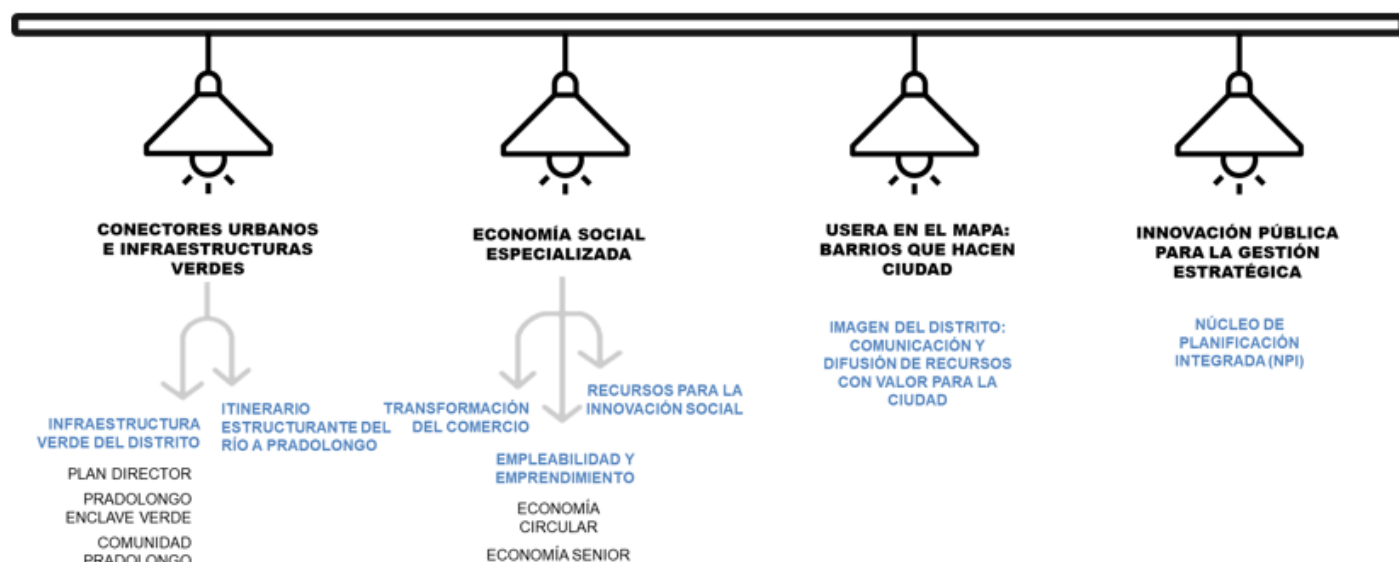 CONECTORES URBANOS
E INFRAESTRUCTURAS
VERDES
INFRAESTRUCTURA
VERDE DEL DISTRITO
PLAN DIRECTOR
PRADOLONGO
ENCLAVE VERDE
COMUNIDAD
PRADOLONGO
ITINERARIO
ESTRUCTURANTE DEL
RÍO A PRADOLONGO
ECONOMÍA SOCIAL
ESPECIALIZADA
TRANSFORMACIÓN
DEL COMERCIO
EMPLEABILIDAD Y
EMPRENDIMIENTO
ECONOMÍA
CIRCULAR
ECONOMÍA SENIOR
RECURSOS PARA LA
INNOVACIÓN SOCIAL
USERA EN EL MAPA:
BARRIOS QUE HACEN
CIUDAD
IMAGEN DEL DISTRITO:
COMUNICACIÓN Y
DIFUSIÓN DE RECURSOS
CON VALOR PARA LA
CIUDAD
INNOVACIÓN PÚBLICA
PARA LA GESTIÓN
ESTRATÉGICA
NÚCLEO DE
PLANIFICACIÓN
INTEGRADA (NPI)